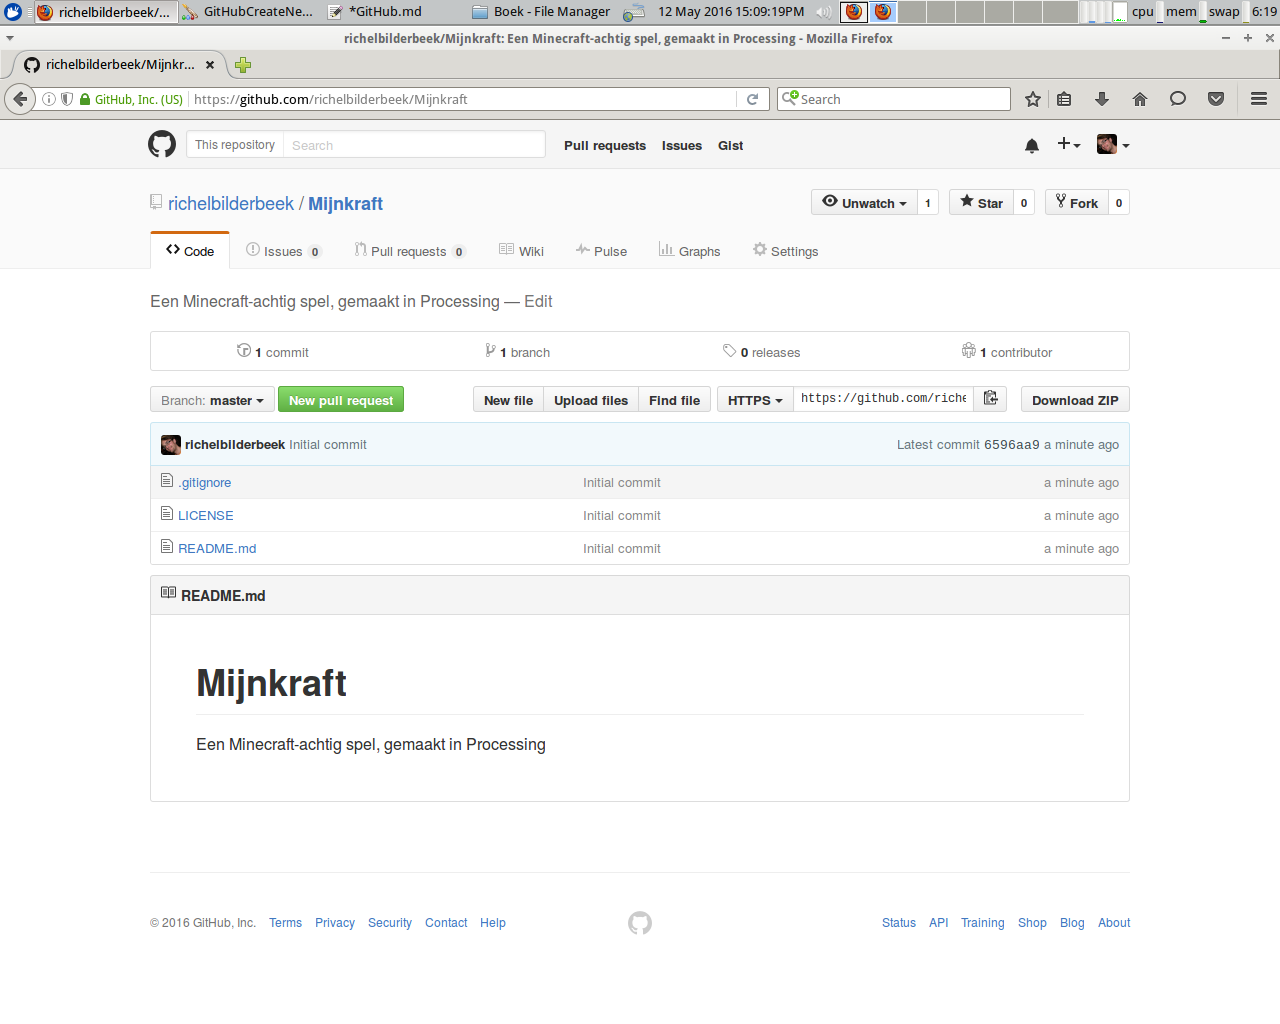 richelbilderbeek/... GitHubCreateNe... *GitHub.md Boek - File Manager 12 May 2016 15:09:19PM cpu mem swap 6:19
richelbilderbeek/Mijnkraft: Een Minecraft-achtig spel, gemaakt in Processing - Mozilla Firefox
richelbilderbeek/Mijnkr...
GitHub, Inc. (US) https://github.com/richelbilderbeek/Mijnkraft Search
This repository Search Pull requests Issues Gist
richelbilderbeek / Mijnkraft Unwatch 1 Star 0 Fork 0
Code Issues 0 Pull requests 0 Wiki Pulse Graphs Settings
Een Minecraft-achtig spel, gemaakt in Processing — Edit
1 commit 1 branch 0 releases 1 contributor
Branch: master New pull request New file Upload files Find file HTTPS https://github.com/riche Download ZIP
richelbilderbeek Initial commit Latest commit 6596aa9 a minute ago
.gitignore Initial commit a minute ago
LICENSE Initial commit a minute ago
README.md Initial commit a minute ago
README.md
Mijnkraft
Een Minecraft-achtig spel, gemaakt in Processing
© 2016 GitHub, Inc. Terms Privacy Security Contact Help Status API Training Shop Blog About